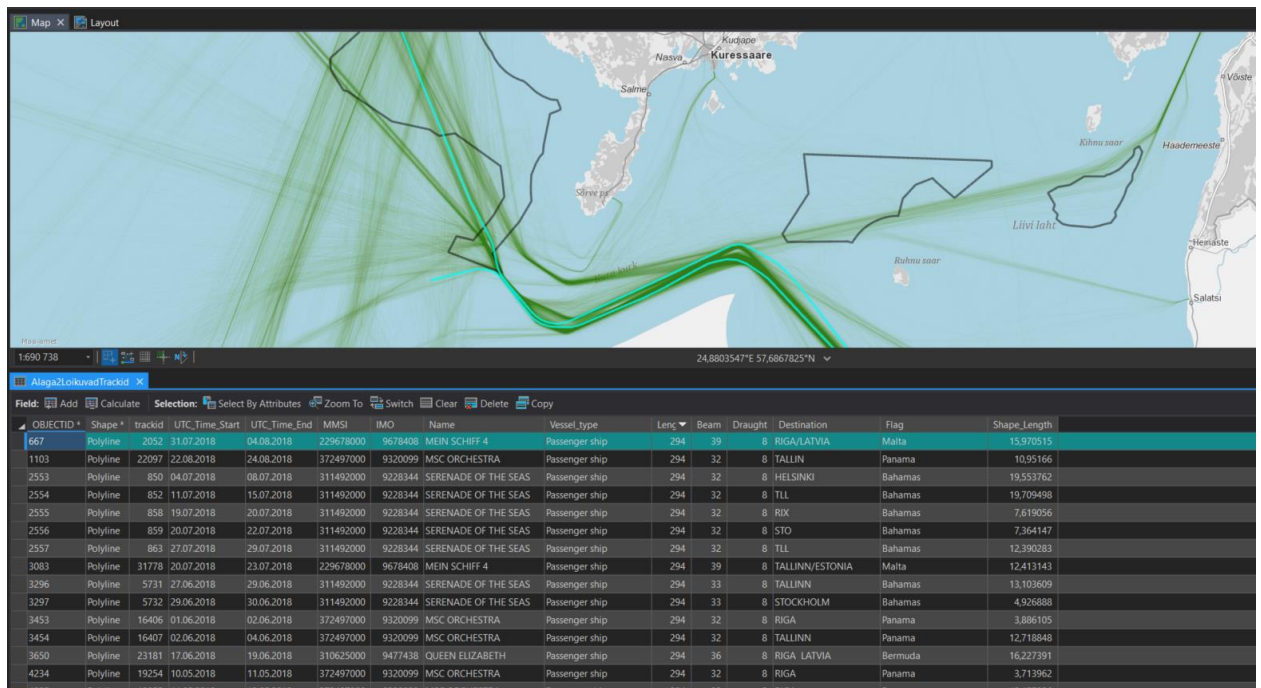 Map × Layout
Kudjape
Nasva Kuressaare
Salme
Võiste
Kihnu saar Häädemeeste
Sõrve ps
Liivi laht
Heinaste
Kura kurk
Ruhnu saar
Salatsi
Maa-amet
1:690 738 24,8803547°E 57,6867825°N
Alaga2LoikuvadTrackid ×
Field: Add Calculate Selection: Select By Attributes Zoom To Switch Clear Delete Copy
OBJECTID * Shape * trackid UTC_Time_Start UTC_Time_End MMSI IMO Name Vessel_type Leng Beam Draught Destination Flag Shape_Length
667 Polyline 2052 31.07.2018 04.08.2018 229678000 9678408 MEIN SCHIFF 4 Passenger ship 294 39 8 RIGA/LATVIA Malta 15,970515
1103 Polyline 22097 22.08.2018 24.08.2018 372497000 9320099 MSC ORCHESTRA Passenger ship 294 32 8 TALLIN Panama 10,95166
2553 Polyline 850 04.07.2018 08.07.2018 311492000 9228344 SERENADE OF THE SEAS Passenger ship 294 32 8 HELSINKI Bahamas 19,553762
2554 Polyline 852 11.07.2018 15.07.2018 311492000 9228344 SERENADE OF THE SEAS Passenger ship 294 32 8 TLL Bahamas 19,709498
2555 Polyline 858 19.07.2018 20.07.2018 311492000 9228344 SERENADE OF THE SEAS Passenger ship 294 32 8 RIX Bahamas 7,619056
2556 Polyline 859 20.07.2018 22.07.2018 311492000 9228344 SERENADE OF THE SEAS Passenger ship 294 32 8 STO Bahamas 7,364147
2557 Polyline 863 27.07.2018 29.07.2018 311492000 9228344 SERENADE OF THE SEAS Passenger ship 294 32 8 TLL Bahamas 12,390283
3083 Polyline 31778 20.07.2018 23.07.2018 229678000 9678408 MEIN SCHIFF 4 Passenger ship 294 39 8 TALLINN/ESTONIA Malta 12,413143
3296 Polyline 5731 27.06.2018 29.06.2018 311492000 9228344 SERENADE OF THE SEAS Passenger ship 294 33 8 TALLINN Bahamas 13,103609
3297 Polyline 5732 29.06.2018 30.06.2018 311492000 9228344 SERENADE OF THE SEAS Passenger ship 294 33 8 STOCKHOLM Bahamas 4,926888
3453 Polyline 16406 01.06.2018 02.06.2018 372497000 9320099 MSC ORCHESTRA Passenger ship 294 32 8 RIGA Panama 3,886105
3454 Polyline 16407 02.06.2018 04.06.2018 372497000 9320099 MSC ORCHESTRA Passenger ship 294 32 8 TALLINN Panama 12,718848
3650 Polyline 23181 17.06.2018 19.06.2018 310625000 9477438 QUEEN ELIZABETH Passenger ship 294 36 8 RIGA LATVIA Bermuda 16,227391
4234 Polyline 19254 10.05.2018 11.05.2018 372497000 9320099 MSC ORCHESTRA Passenger ship 294 32 8 RIGA Panama 3,713962